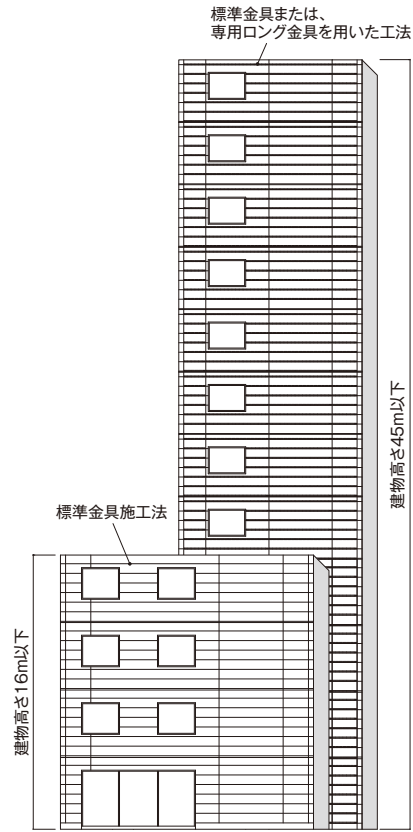 標準金具または、
専用ロング金具を用いた工法
建物高さ45m以下
標準金具施工法
建物高さ16m以下